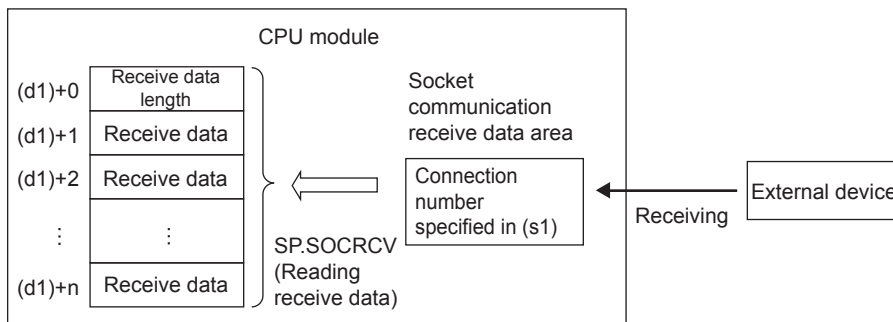 CPU module
(d1)+0
Receive data
length
(d1)+1
Receive data
(d1)+2
Receive data
⋮
⋮
(d1)+n
Receive data
SP.SOCRCV
(Reading
receive data)
Socket
communication
receive data area
Connection
number
specified in (s1)
Receiving
External device